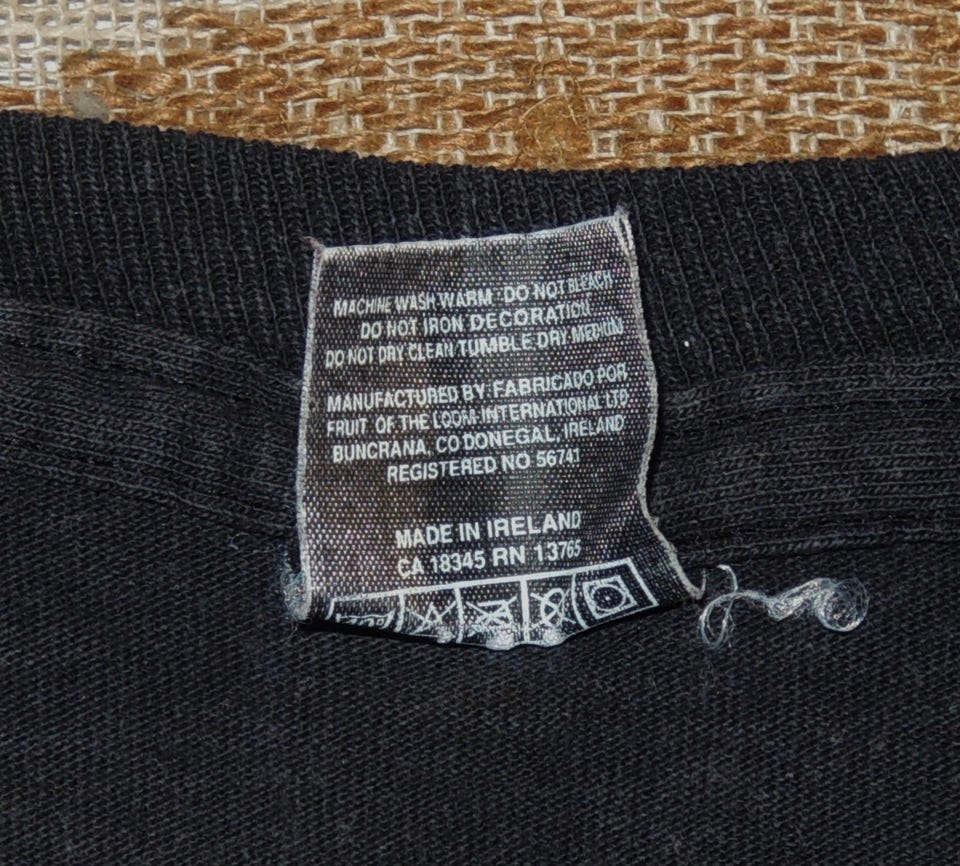 MACHINE WASH WARM DO NOT BLEACH
DO NOT IRON DECORATION
DO NOT DRY CLEAN TUMBLE DRY MEDIUM
MANUFACTURED BY FABRICADO POR
FRUIT OF THE LOOM INTERNATIONAL LTD
BUNCRANA, CO DONEGAL, IRELAND
REGISTERED NO 56741
MADE IN IRELAND
CA 18345 RN 13765